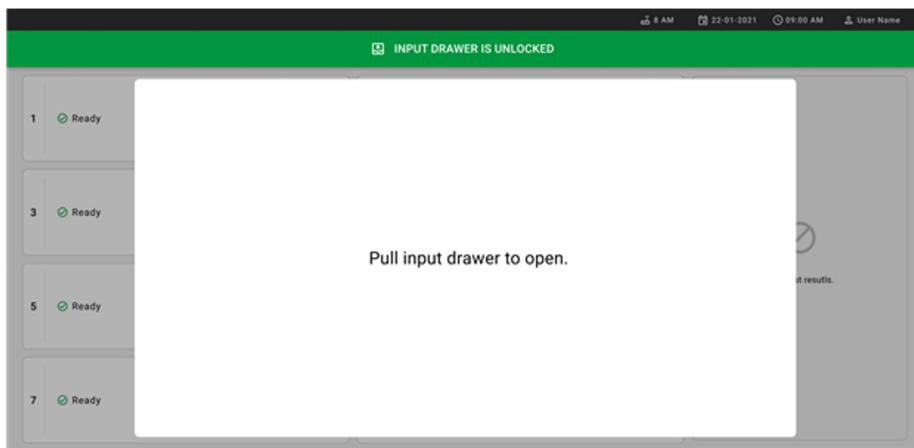 8 AM 22-01-2021 09:00 AM User Name
INPUT DRAWER IS UNLOCKED
1 Ready
3 Ready
Pull input drawer to open.
resutls.
5 Ready
7 Ready